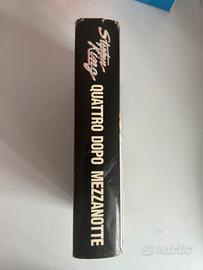 Stephen
King
QUATTRO DOPO MEZZANOTTE
subito